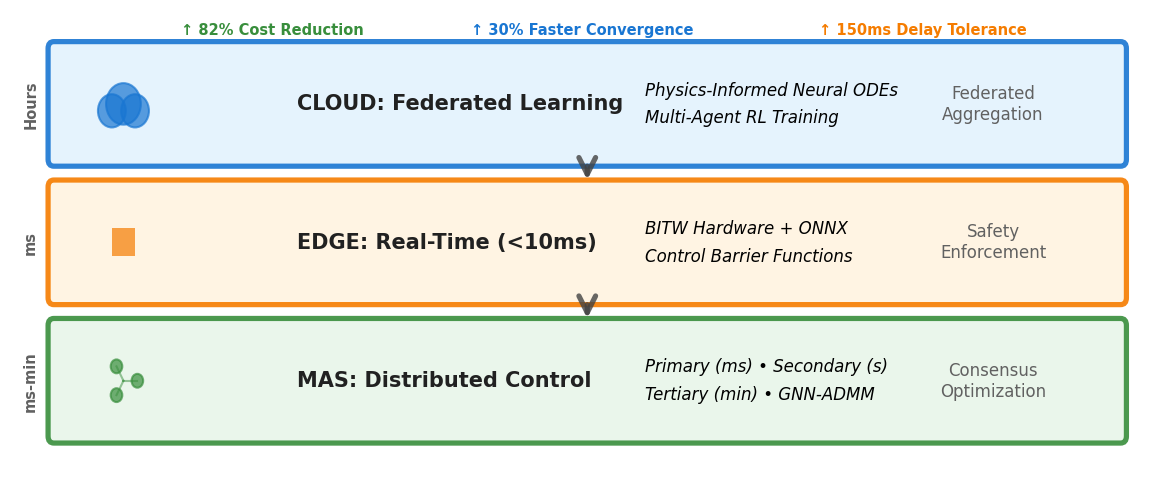 ↑ 82% Cost Reduction
↑ 30% Faster Convergence
↑ 150ms Delay Tolerance
Hours
CLOUD: Federated Learning
Physics-Informed Neural ODEs
Multi-Agent RL Training
Federated
Aggregation
ms
EDGE: Real-Time (<10ms)
BITW Hardware + ONNX
Control Barrier Functions
Safety
Enforcement
ms-min
MAS: Distributed Control
Primary (ms) • Secondary (s)
Tertiary (min) • GNN-ADMM
Consensus
Optimization